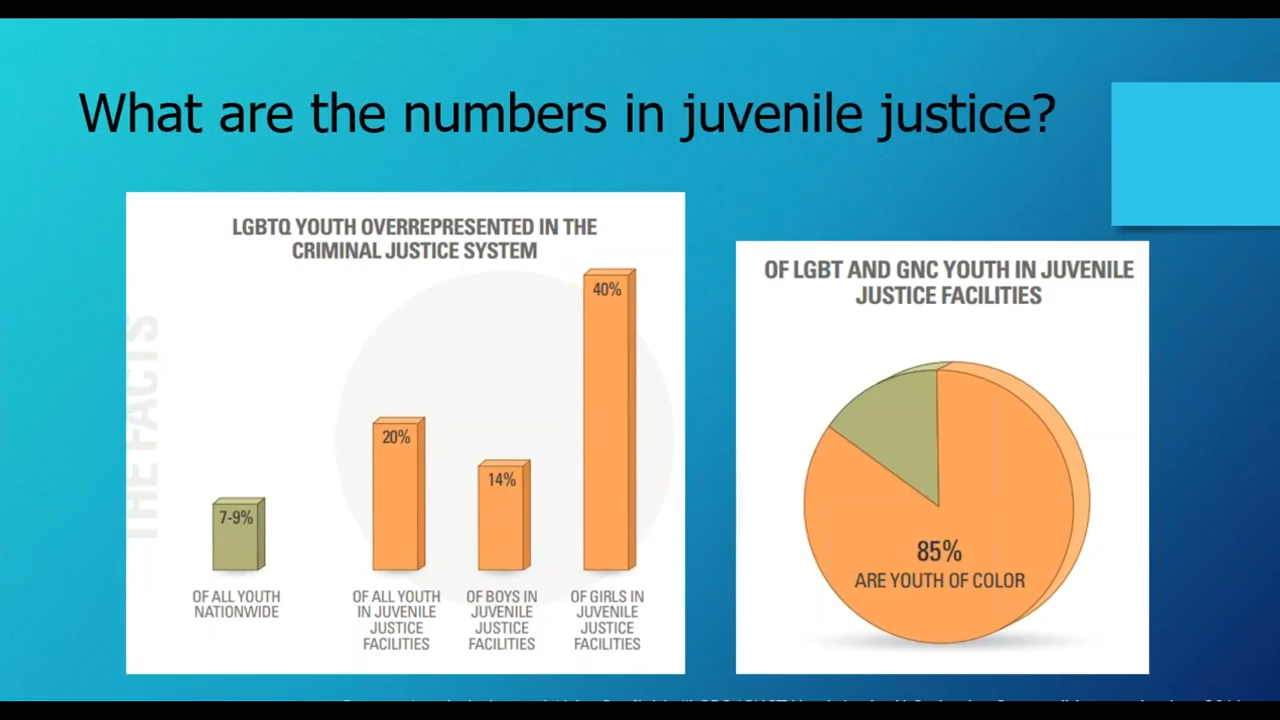 What are the numbers in juvenile justice?
LGBTQ YOUTH OVERREPRESENTED IN THE
CRIMINAL JUSTICE SYSTEM
THE FACTS
7-9%
20%
14%
40%
OF ALL YOUTH
NATIONWIDE
OF ALL YOUTH
IN JUVENILE
JUSTICE
FACILITIES
OF BOYS IN
JUVENILE
JUSTICE
FACILITIES
OF GIRLS IN
JUVENILE
JUSTICE
FACILITIES
OF LGBT AND GNC YOUTH IN JUVENILE
JUSTICE FACILITIES
85%
ARE YOUTH OF COLOR